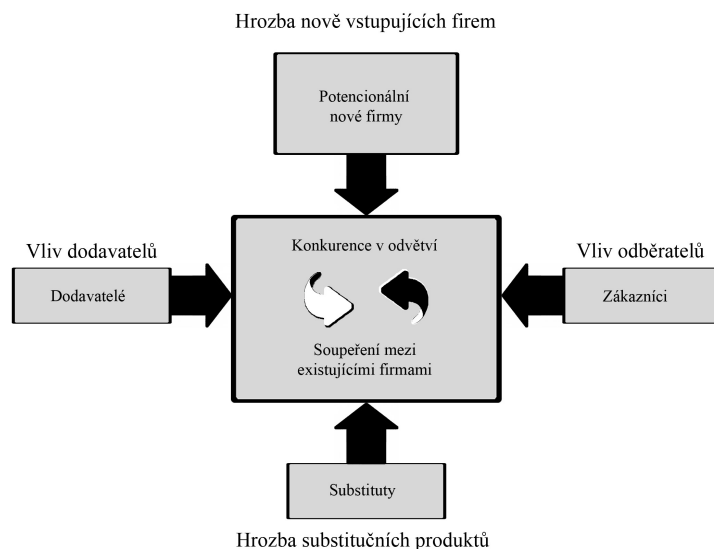 Hrozba nově vstupujících firem
Potencionální
nové firmy
Vliv dodavatelů
Dodavatelé
Konkurence v odvětví
Soupeření mezi
existujícími firmami
Vliv odběratelů
Zákazníci
Substituty
Hrozba substitučních produktů